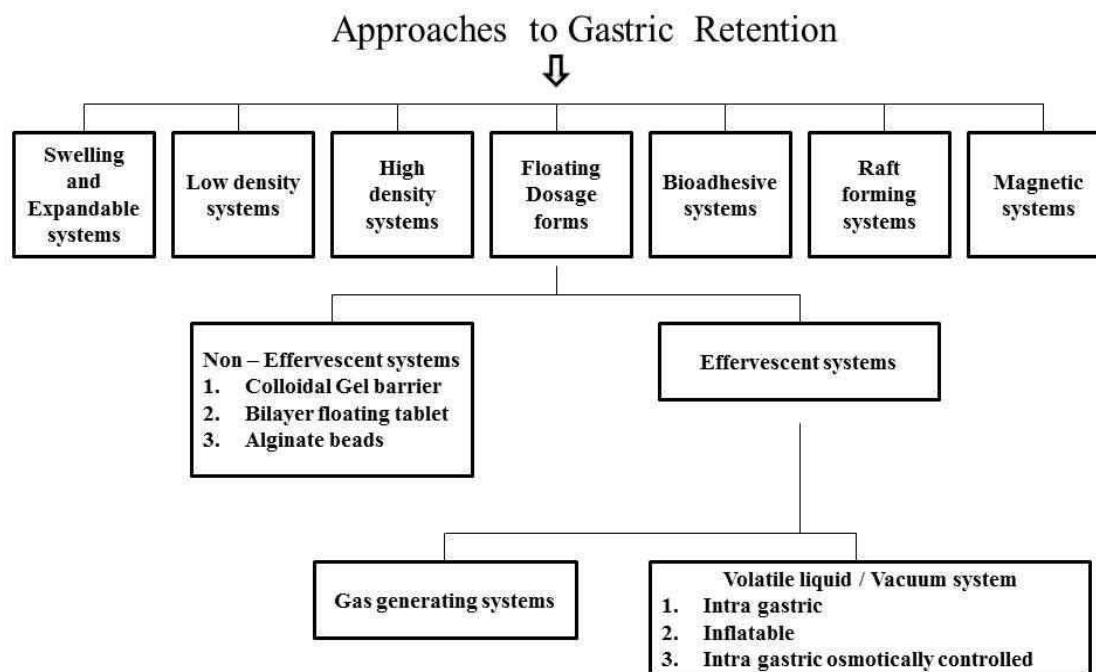 Approaches to Gastric Retention
Swelling
and
Expandable
systems
Low density
systems
High
density
systems
Floating
Dosage
forms
Bioadhesive
systems
Raft
forming
systems
Magnetic
systems
Non – Effervescent systems
1. Colloidal Gel barrier
2. Bilayer floating tablet
3. Alginate beads
Effervescent systems
Gas generating systems
Volatile liquid / Vacuum system
1. Intra gastric
2. Inflatable
3. Intra gastric osmotically controlled